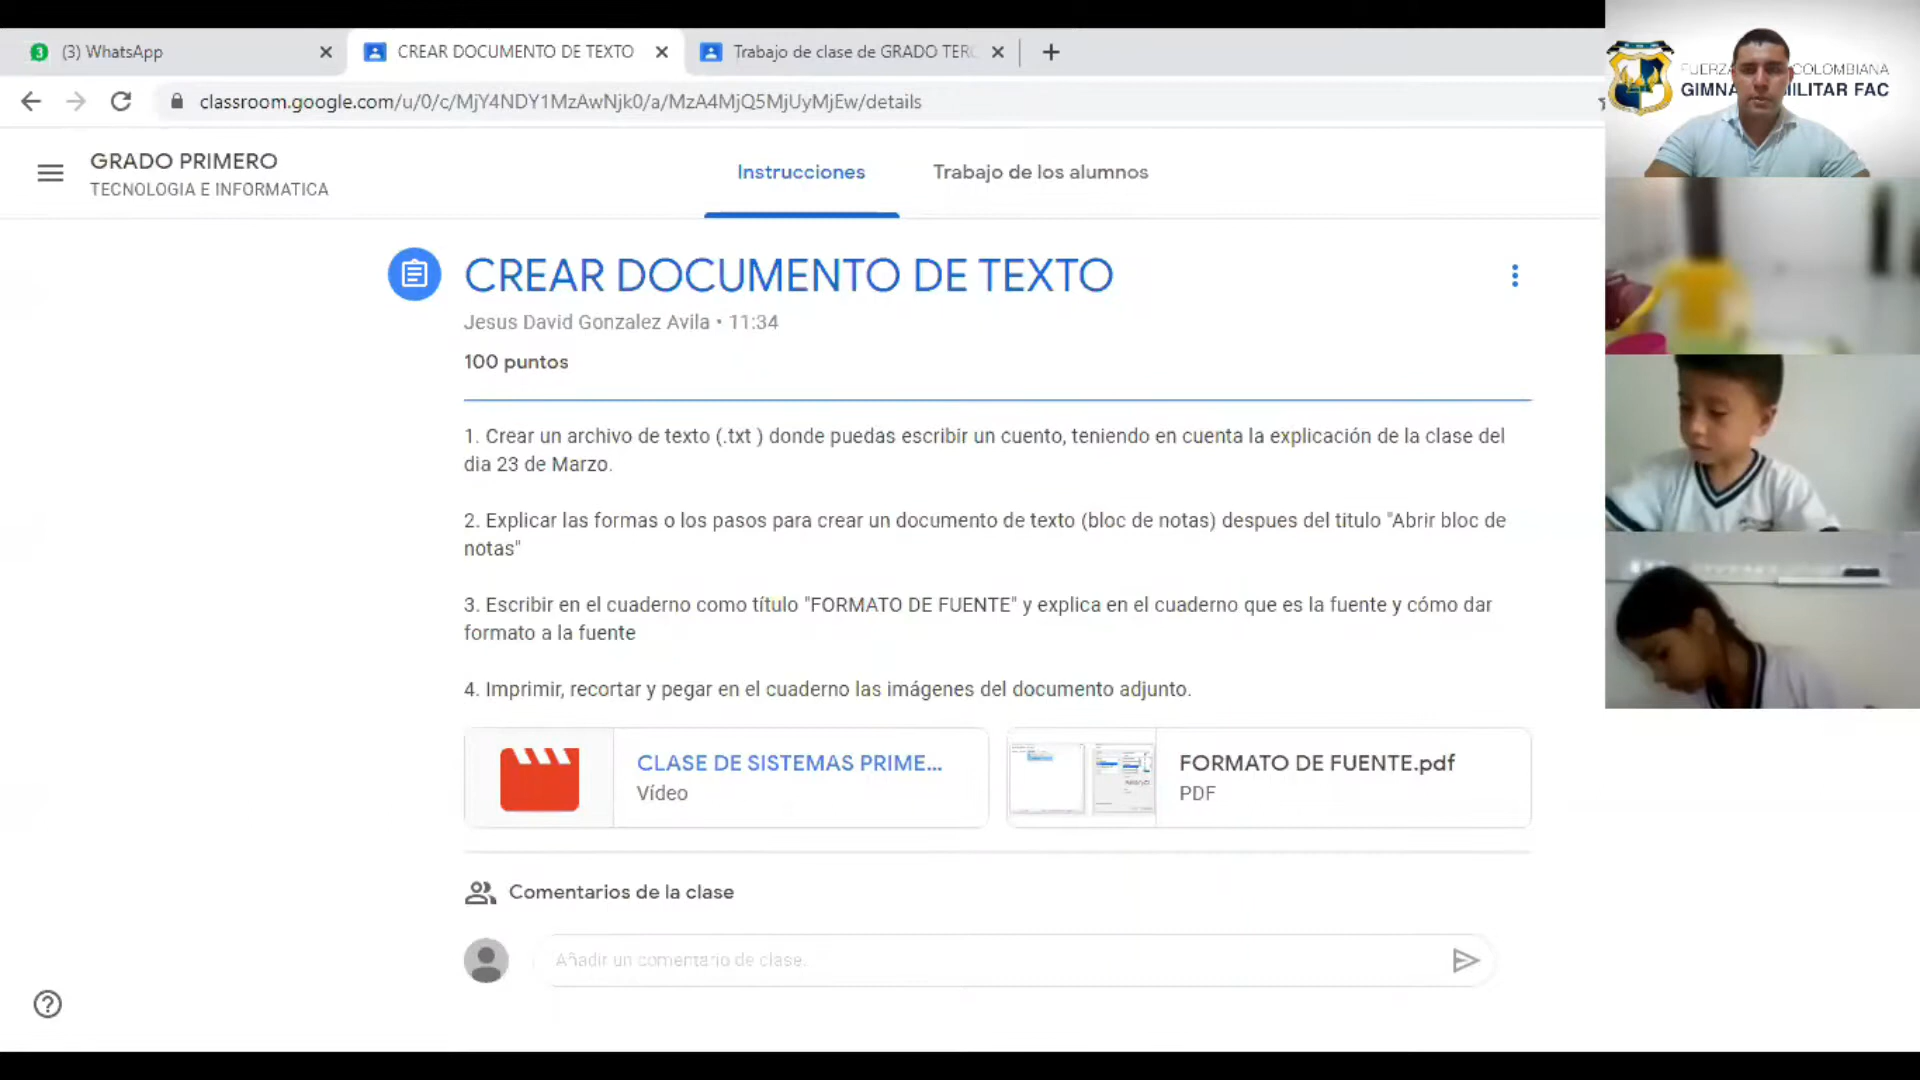 (3) WhatsApp
CREAR DOCUMENTO DE TEXTO
Trabajo de clase de GRADO TERC
classroom.google.com/u/0/c/MjY4NDY1MzAwNjk0/a/MzA4MjQ5MjUyMjEw/details
GRADO PRIMERO
TECNOLOGIA E INFORMATICA
Instrucciones
Trabajo de los alumnos
CREAR DOCUMENTO DE TEXTO
Jesus David Gonzalez Avila • 11:34
100 puntos
1. Crear un archivo de texto (.txt ) donde puedas escribir un cuento, teniendo en cuenta la explicación de la clase del
dia 23 de Marzo.
2. Explicar las formas o los pasos para crear un documento de texto (bloc de notas) despues del titulo "Abrir bloc de
notas"
3. Escribir en el cuaderno como título "FORMATO DE FUENTE" y explica en el cuaderno que es la fuente y cómo dar
formato a la fuente
4. Imprimir, recortar y pegar en el cuaderno las imágenes del documento adjunto.
CLASE DE SISTEMAS PRIME...
Vídeo
FORMATO DE FUENTE.pdf
PDF
Comentarios de la clase
Añadir un comentario de clase...
COLOMBIANA
FAC